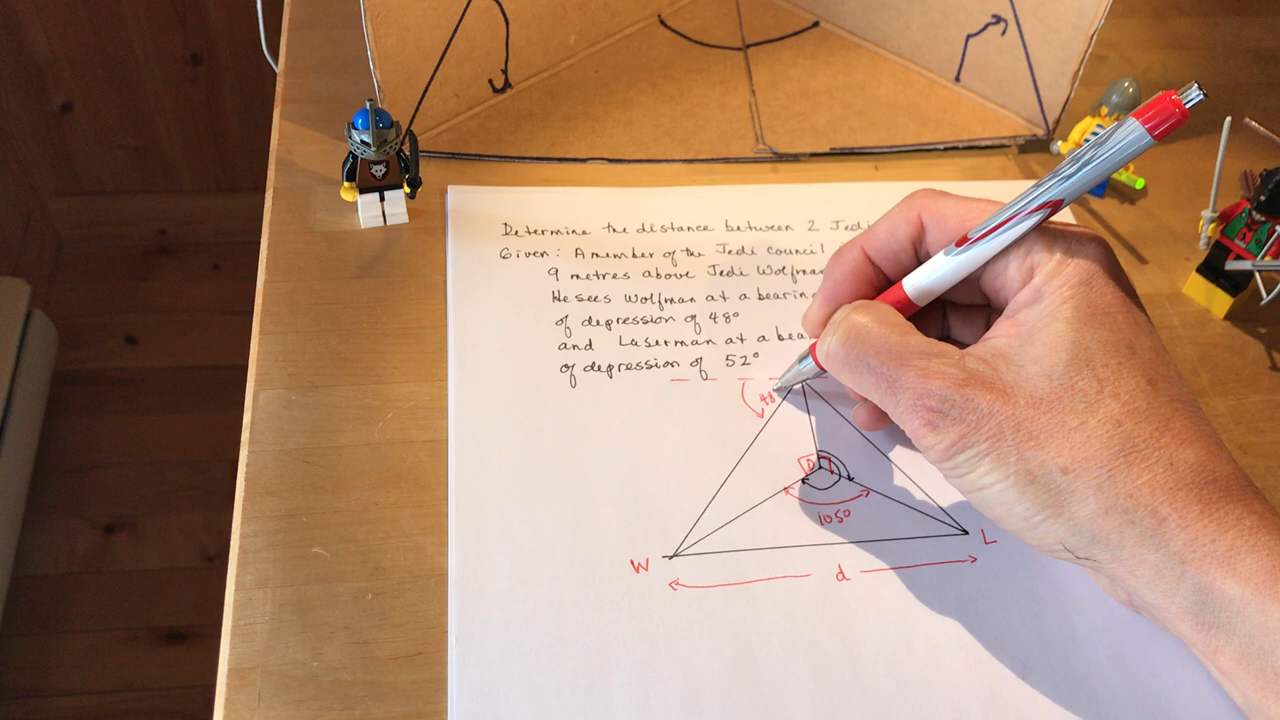 Determine the distance between 2 Jedi
Given: A member of the Jedi council
9 metres above Jedi Wolfman
He sees Wolfman at a bearing
of depression of 48°
and Laserman at a
of depression of 52°
48
105°
W
L
d